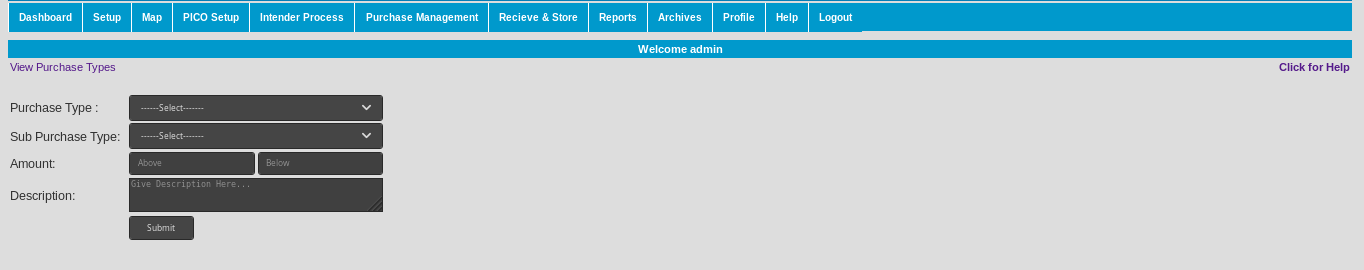 Dashboard Setup Map PICO Setup Intender Process Purchase Management Recieve & Store Reports Archives Profile Help Logout
Welcome admin
View Purchase Types Click for Help
Purchase Type : ------Select-------
Sub Purchase Type: ------Select-------
Amount: Above Below
Description: Give Description Here...
Submit